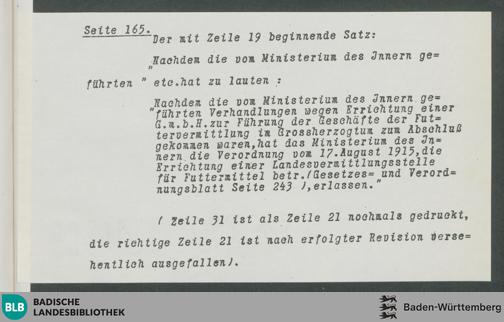 Seite 165.
Der mit Zeile 19 beginnende Satz:
"Nachdem die vom Ministerium des Innern ge=
führten " etc.hat zu lauten :
Nachdem die vom Ministerium des Innern ge=
"führten Verhandlungen wegen Errichtung einer
G.m.b.H.zur Führung der Geschäfte der Fut=
tervermittlung im Grossherzogtum zum Abschluß
gekommen waren,hat das Ministerium des In=
nern die Verordnung vom 17.August 1915,die
Errichtung einer Landesvermittlungsstelle
für Futtermittel betr.(Gesetzes= und Verord=
nungsblatt Seite 243 ),erlassen."
( Zeile 31 ist als Zeile 21 nochmals gedruckt,
die richtige Zeile 21 ist nach erfolgter Revision verse=
hentlich ausgefallen).
BLB BADISCHE
LANDESBIBLIOTHEK
Baden-Württemberg